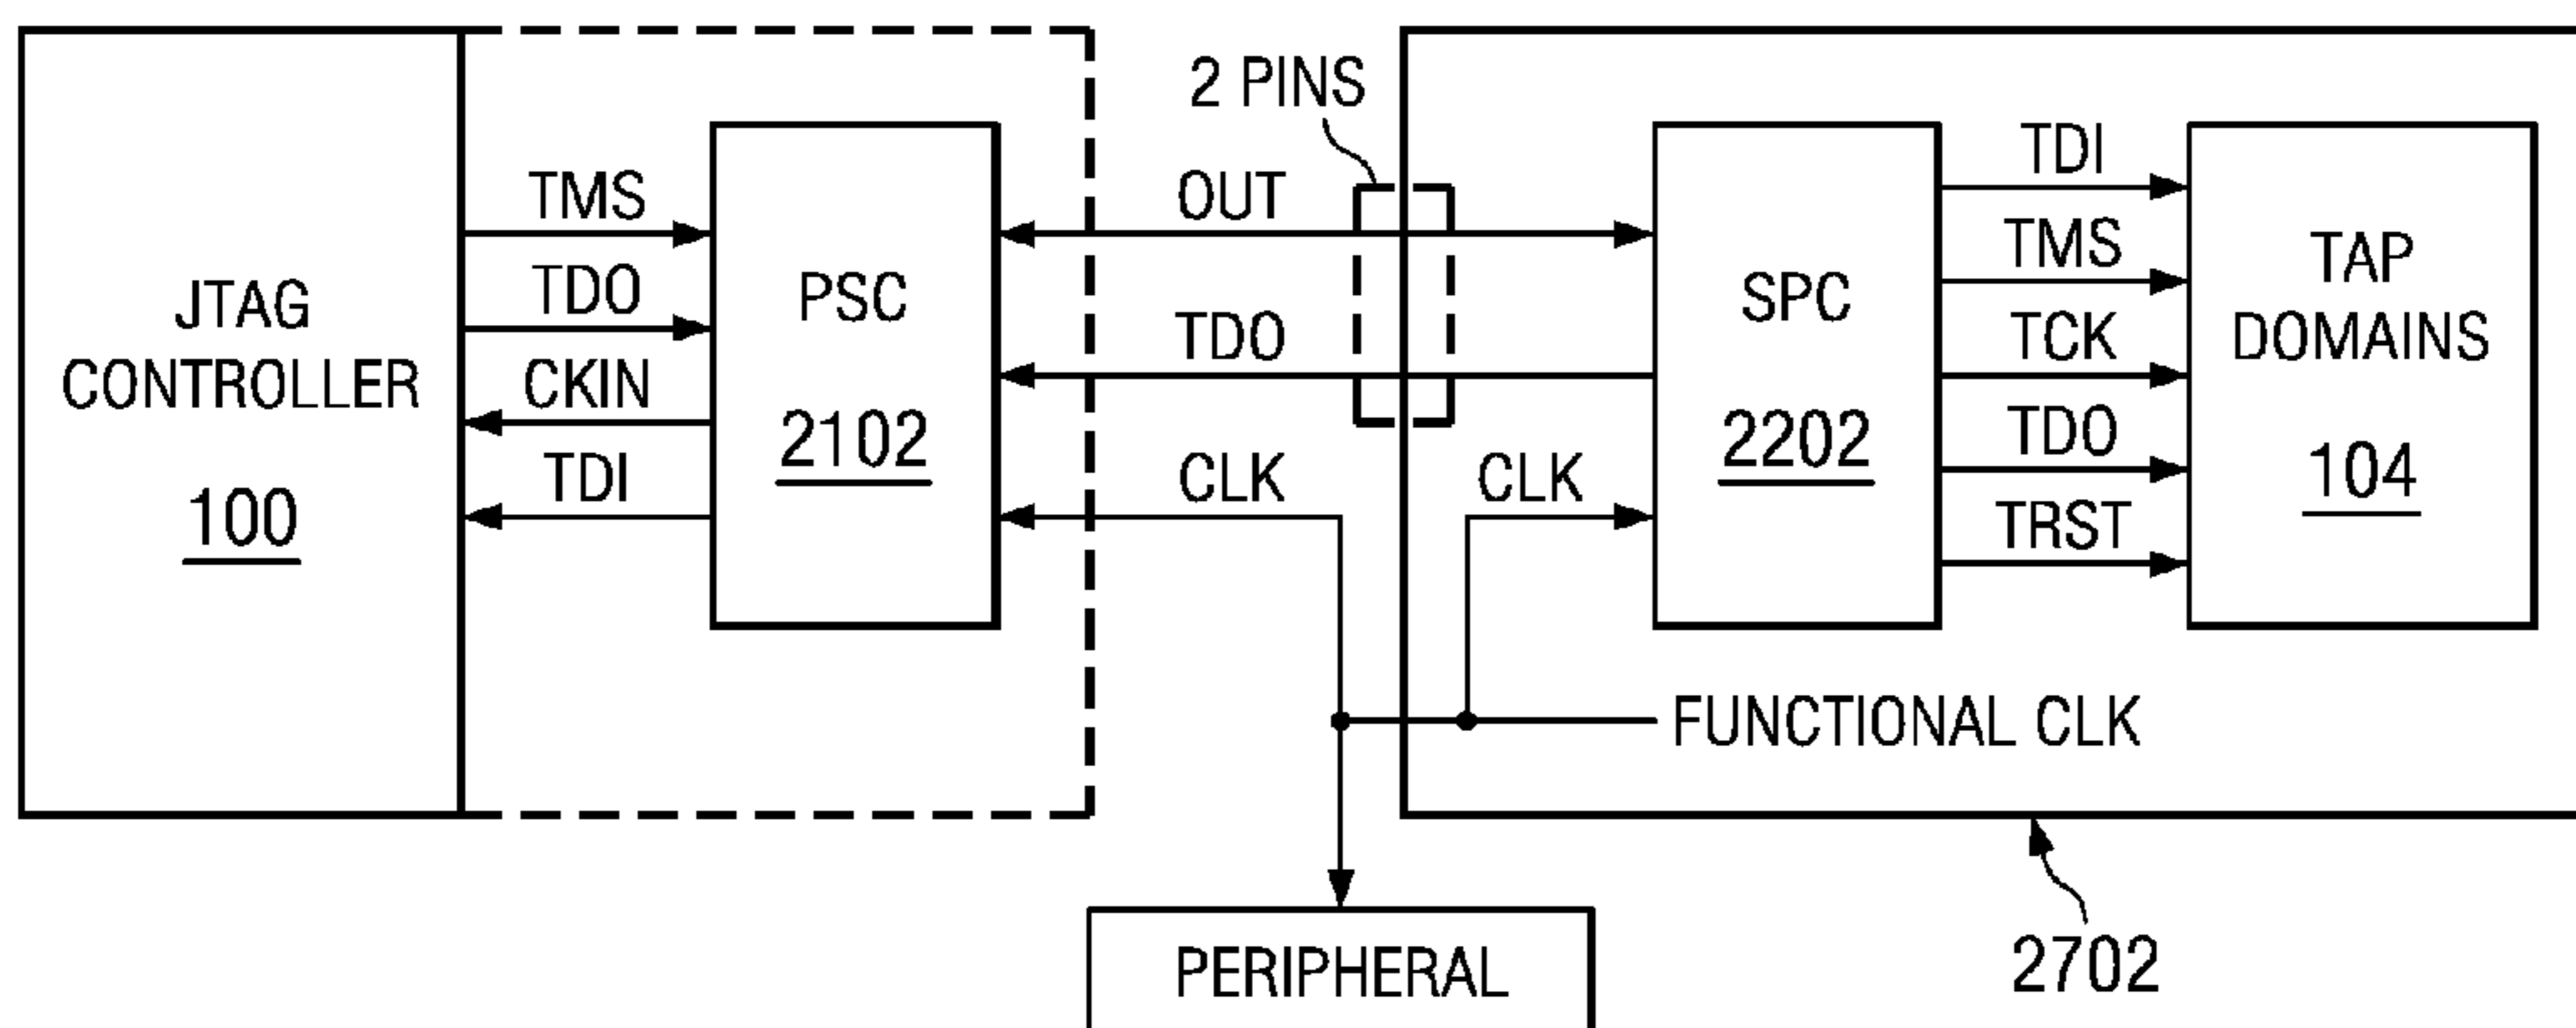 JTAG
CONTROLLER
100
TMS
TDO
CKIN
TDI
PSC
2102
2 PINS
OUT
TDO
CLK
CLK
SPC
2202
TDI
TMS
TCK
TDO
TRST
TAP
DOMAINS
104
FUNCTIONAL CLK
PERIPHERAL
2702